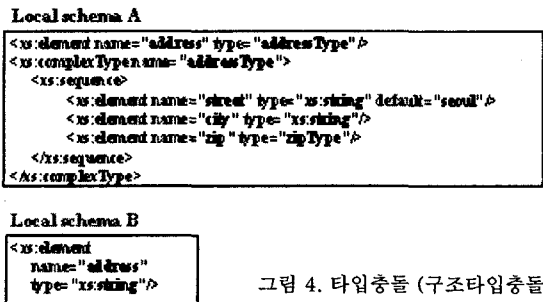 Local schema A
<xs:element name="address" type="addressType"/>
<xs:complexType name="addressType">
<xs:sequence>
<xs:element name="street" type="xs:string" default="seoul"/>
<xs:element name="city" type="xs:string"/>
<xs:element name="zip" type="zipType"/>
</xs:sequence>
</xs:complexType>
Local schema B
<xs:element
name="address"
type="xs:string"/>
그림 4. 타입충돌 (구조타입충돌